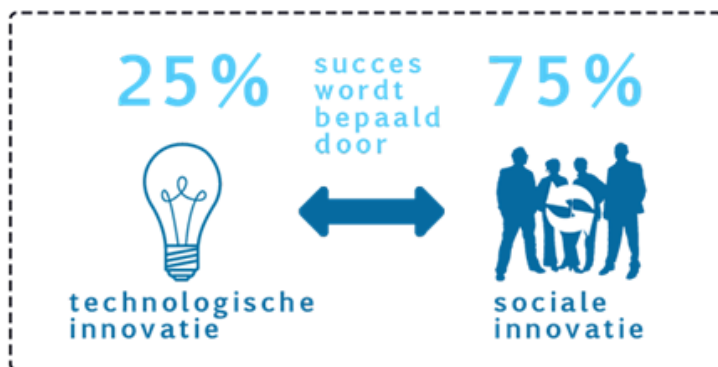 25%
succes
wordt
bepaald
door
75%
technologische
innovatie
sociale
innovatie